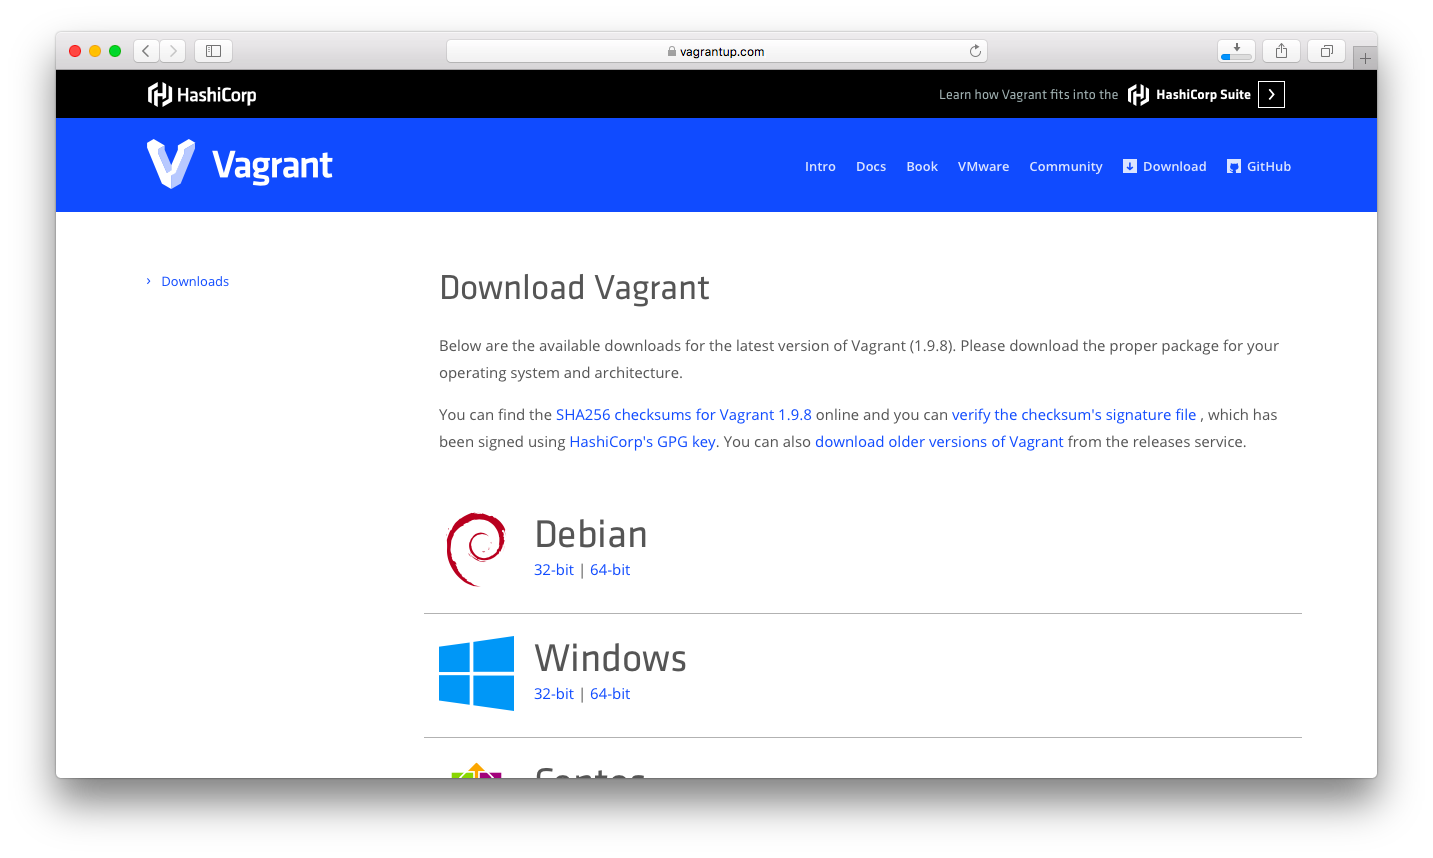 vagrantup.com
HashiCorp
Learn how Vagrant fits into the HashiCorp Suite
Vagrant
Intro Docs Book VMware Community Download GitHub
Downloads
Download Vagrant
Below are the available downloads for the latest version of Vagrant (1.9.8). Please download the proper package for your
operating system and architecture.
You can find the SHA256 checksums for Vagrant 1.9.8 online and you can verify the checksum's signature file , which has
been signed using HashiCorp's GPG key. You can also download older versions of Vagrant from the releases service.
Debian
32-bit | 64-bit
Windows
32-bit | 64-bit
Centos